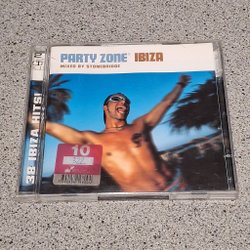 PARTY ZONE IBIZA
MIXED BY STONEBRIDGE
38 IBIZA HITS!
10